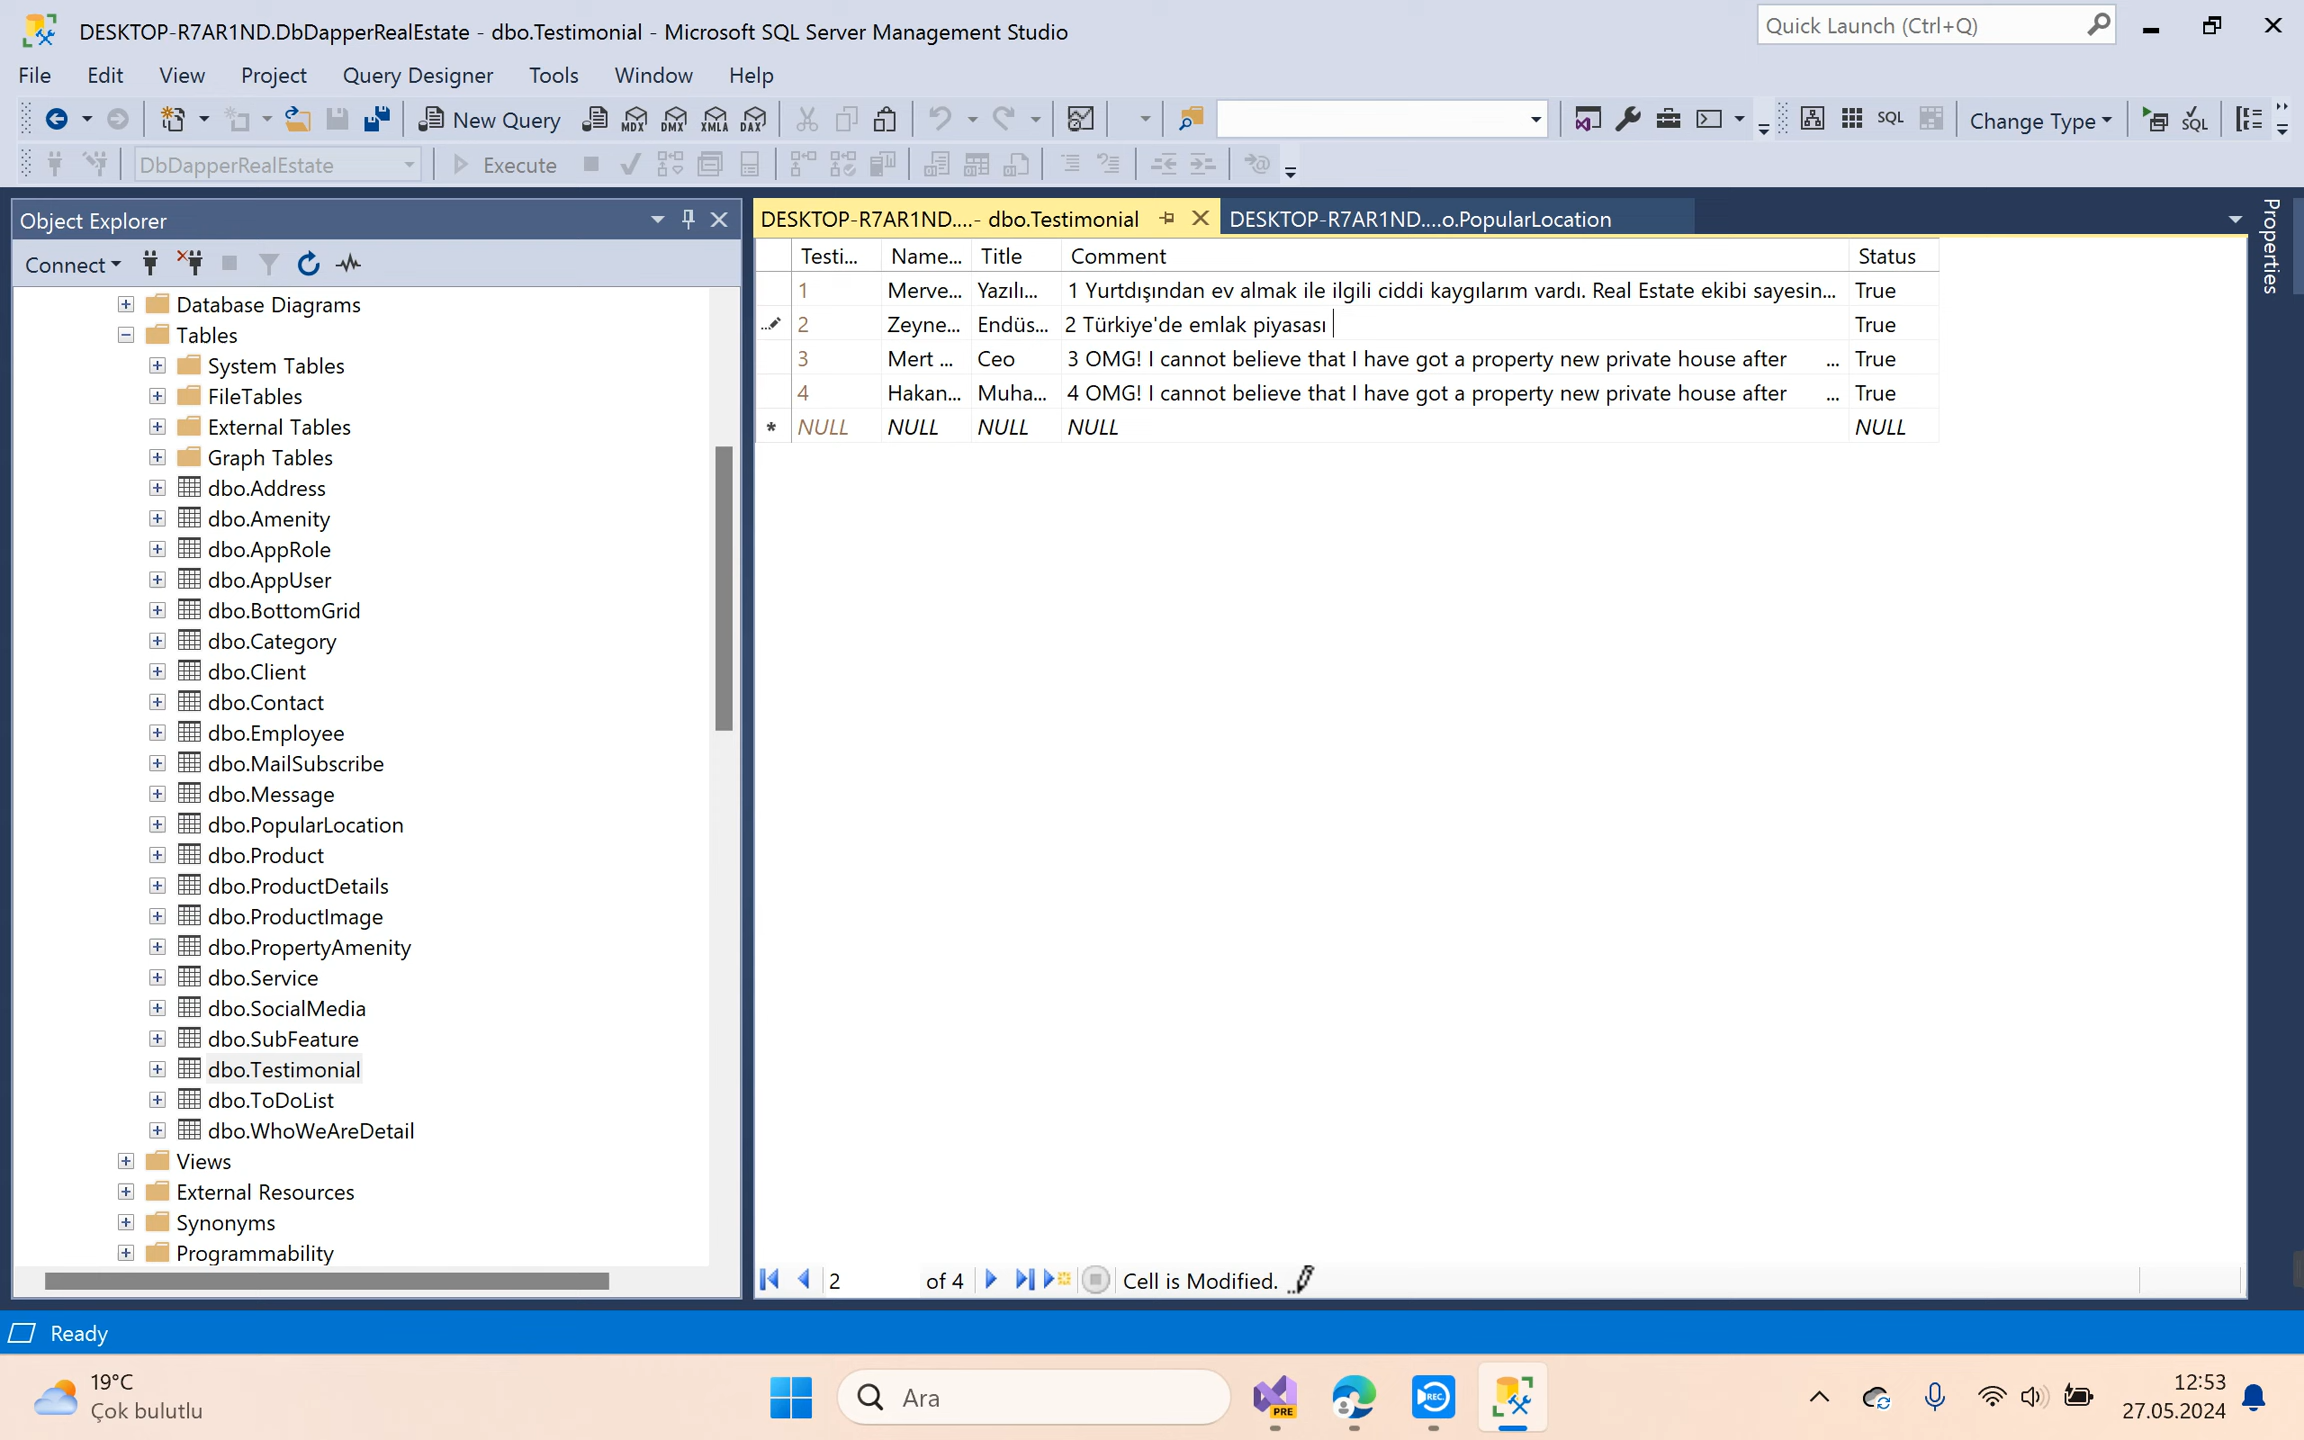 DESKTOP-R7AR1ND.DbDapperRealEstate - dbo.Testimonial - Microsoft SQL Server Management Studio
Quick Launch (Ctrl+Q)
File Edit View Project Query Designer Tools Window Help
New Query MDX DMX XMLA DAX SQL Change Type SQL
DbDapperRealEstate Execute
Object Explorer
Connect
Database Diagrams
Tables
System Tables
FileTables
External Tables
Graph Tables
dbo.Address
dbo.Amenity
dbo.AppRole
dbo.AppUser
dbo.BottomGrid
dbo.Category
dbo.Client
dbo.Contact
dbo.Employee
dbo.MailSubscribe
dbo.Message
dbo.PopularLocation
dbo.Product
dbo.ProductDetails
dbo.ProductImage
dbo.PropertyAmenity
dbo.Service
dbo.SocialMedia
dbo.SubFeature
dbo.Testimonial
dbo.ToDoList
dbo.WhoWeAreDetail
Views
External Resources
Synonyms
Programmability
DESKTOP-R7AR1ND....- dbo.Testimonial DESKTOP-R7AR1ND....o.PopularLocation
Testi... Name... Title Comment Status
1 Merve... Yazılı... 1 Yurtdışından ev almak ile ilgili ciddi kaygılarım vardı. Real Estate ekibi sayesin... True
2 Zeyne... Endüs... 2 Türkiye'de emlak piyasası True
3 Mert ... Ceo 3 OMG! I cannot believe that I have got a property new private house after ... True
4 Hakan... Muha... 4 OMG! I cannot believe that I have got a property new private house after ... True
* NULL NULL NULL NULL NULL
2 of 4 Cell is Modified.
Properties
Ready
19°C
Çok bulutlu
Ara
PRE
REC
12:53
27.05.2024